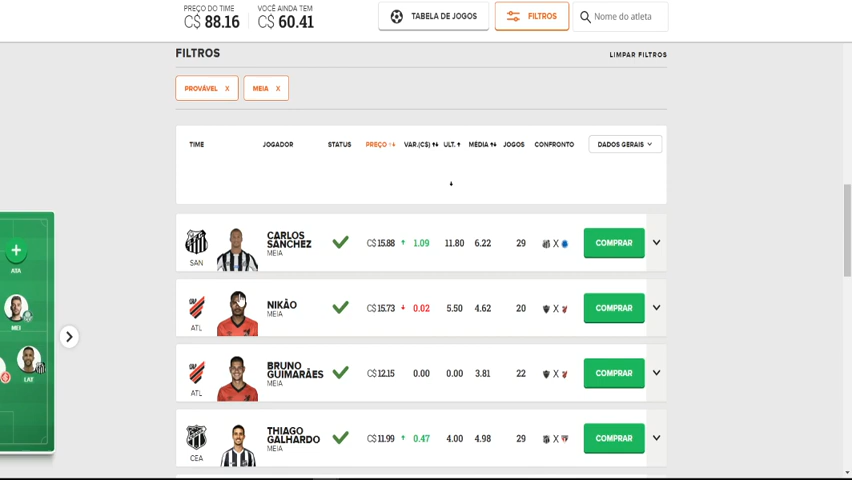 PREÇO DO TIME VOCÊ AINDA TEM
C$ 88.16 C$ 60.41
TABELA DE JOGOS
FILTROS
Nome do atleta
FILTROS
LIMPAR FILTROS
PROVÁVEL X
MEIA X
TIME JOGADOR STATUS PREÇO VAR.(C$) ULT. MÉDIA JOGOS CONFRONTO DADOS GERAIS
SAN CARLOS SÁNCHEZ MEIA C$ 15.88 1.09 11.80 6.22 29 X COMPRAR
ATL NIKÃO MEIA C$ 15.73 0.02 5.50 4.62 20 X COMPRAR
ATL BRUNO GUIMARÃES MEIA C$ 12.15 0.00 0.00 3.81 22 X COMPRAR
CEA THIAGO GALHARDO MEIA C$ 11.99 0.47 4.00 4.98 29 X COMPRAR
ATA
MEI
LAT